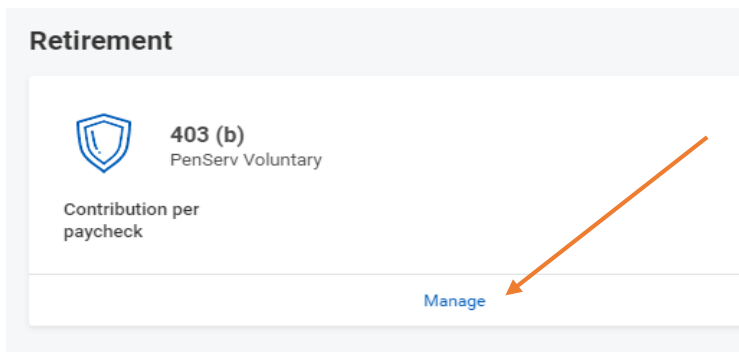 Retirement
403 (b)
PenServ Voluntary
Contribution per
paycheck
Manage